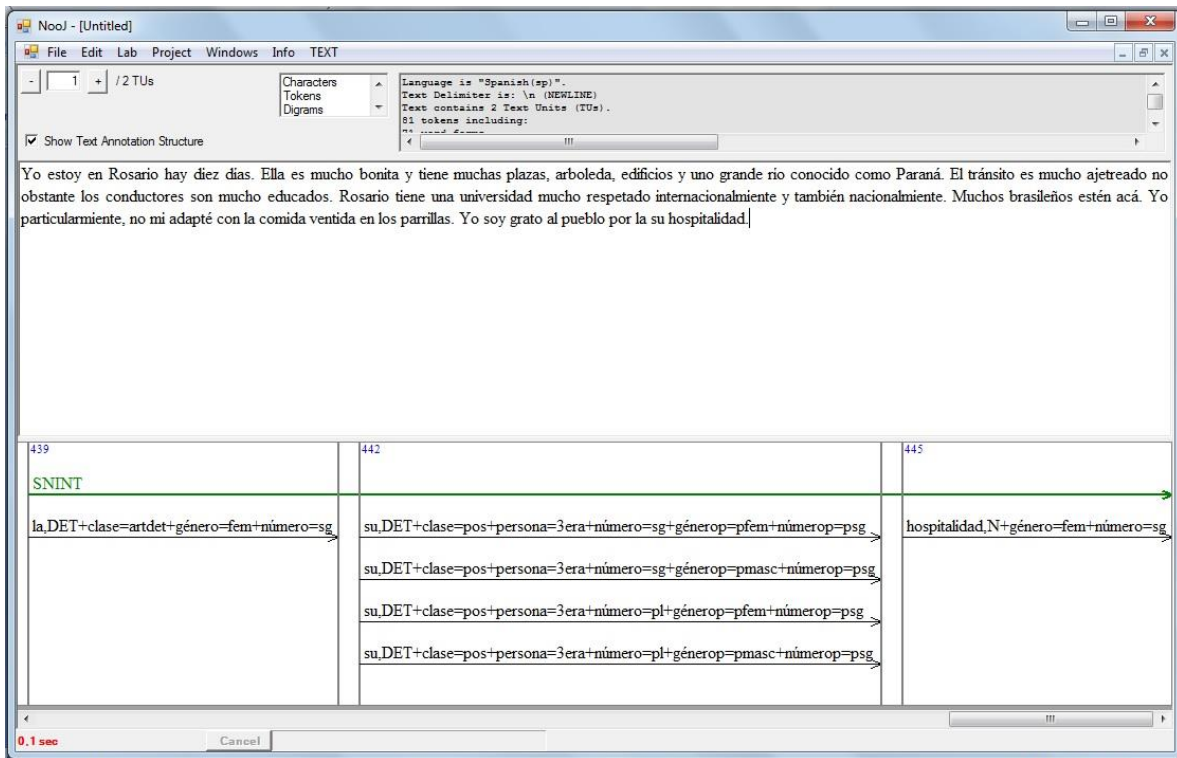 NooJ - [Untitled]
File Edit Lab Project Windows Info TEXT
- 1 + / 2 TUs
Characters
Tokens
Digrams
Language is "Spanish(sp)".
Text Delimiter is: \n (NEWLINE)
Text contains 2 Text Units (TUs).
81 tokens including:
71 word forms
Show Text Annotation Structure
Yo estoy en Rosario hay diez días. Ella es mucho bonita y tiene muchas plazas, arboleda, edificios y uno grande río conocido como Paraná. El tránsito es mucho ajetreado no
obstante los conductores son mucho educados. Rosario tiene una universidad mucho respetado internacionalmiente y también nacionalmiente. Muchos brasileños estén acá. Yo
particularmiente, no mi adapté con la comida ventida en los parrillas. Yo soy grato al pueblo por la su hospitalidad.
439 442 445
SNINT
la,DET+clase=artdet+género=fem+número=sg su,DET+clase=pos+persona=3era+número=sg+génerop=pfem+númerop=psg hospitalidad,N+género=fem+número=sg
su,DET+clase=pos+persona=3era+número=sg+génerop=pmasc+númerop=psg
su,DET+clase=pos+persona=3era+número=pl+génerop=pfem+númerop=psg
su,DET+clase=pos+persona=3era+número=pl+génerop=pmasc+númerop=psg
0,1 sec Cancel